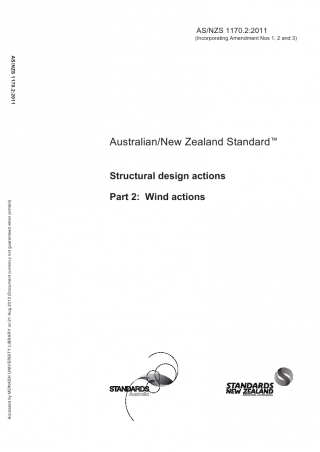 AS/NZS 1170.2:2011
(Incorporating Amendment Nos 1, 2 and 3)
AS/NZS 1170.2:2011
Australian/New Zealand Standard™
Structural design actions
Part 2: Wind actions
Accessed by MONASH UNIVERSITY LIBRARY on 21 Aug 2013 (Document currency not guaranteed when printed)
STANDARDS
Australia
STANDARDS
NEW ZEALAND